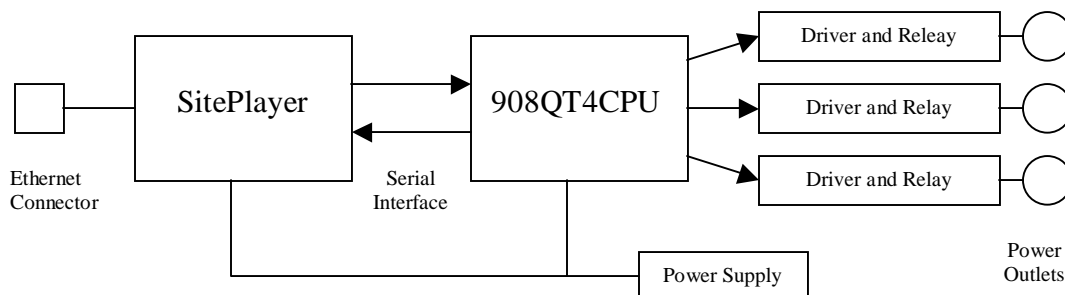 Driver and Releay
SitePlayer
908QT4CPU
Driver and Relay
Driver and Relay
Ethernet
Connector
Serial
Interface
Power
Outlets
Power Supply